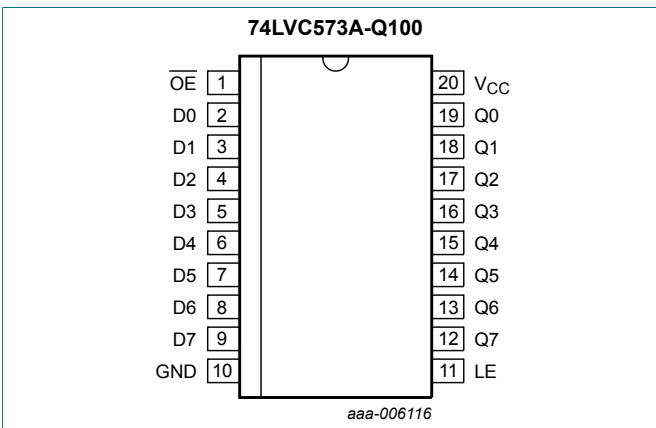 74LVC573A-Q100
OE 1 20 VCC
D0 2 19 Q0
D1 3 18 Q1
D2 4 17 Q2
D3 5 16 Q3
D4 6 15 Q4
D5 7 14 Q5
D6 8 13 Q6
D7 9 12 Q7
GND 10 11 LE
aaa-006116